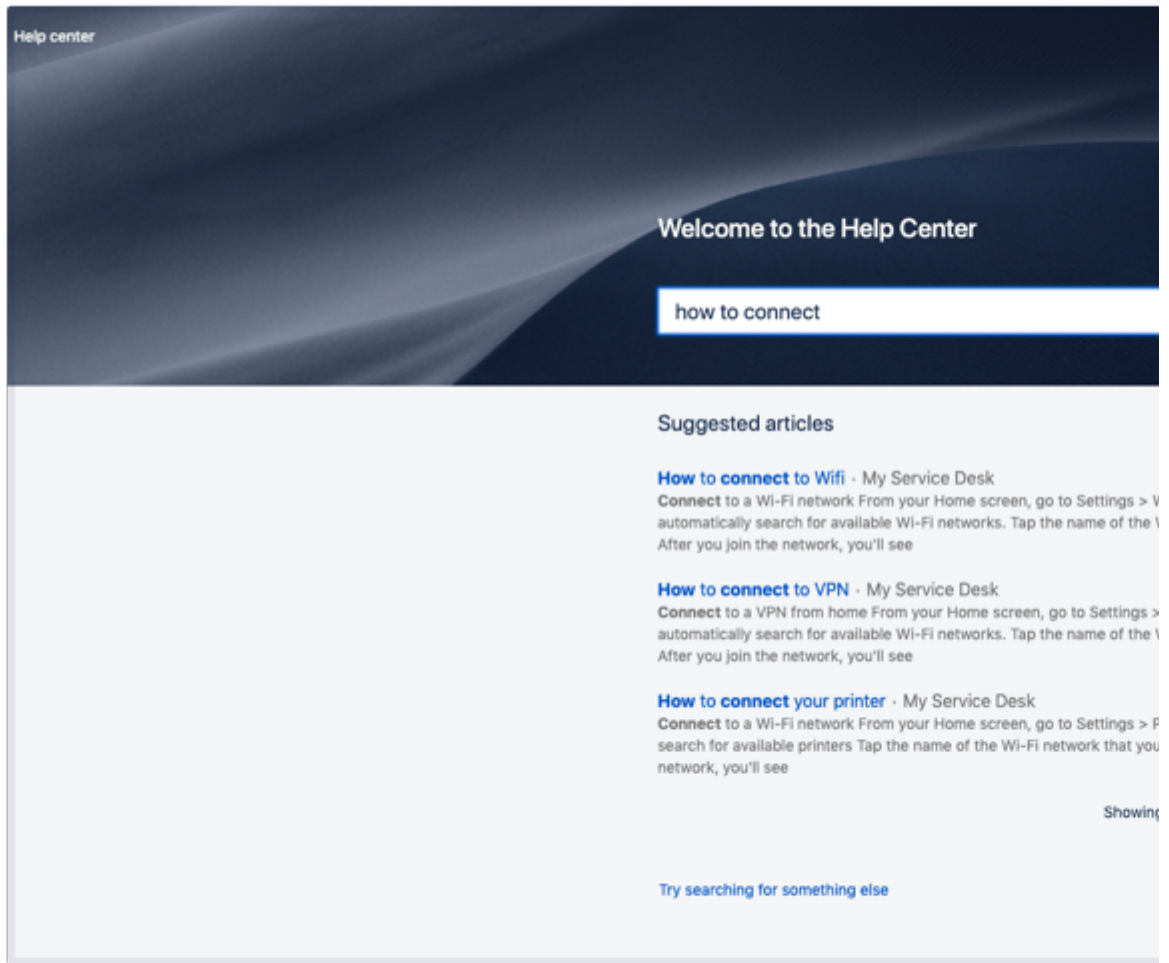 Help center
Welcome to the Help Center
how to connect
Suggested articles
How to connect to Wifi · My Service Desk
Connect to a Wi-Fi network From your Home screen, go to Settings >
automatically search for available Wi-Fi networks. Tap the name of the
After you join the network, you'll see
How to connect to VPN · My Service Desk
Connect to a VPN from home From your Home screen, go to Settings >
automatically search for available Wi-Fi networks. Tap the name of the
After you join the network, you'll see
How to connect your printer · My Service Desk
Connect to a Wi-Fi network From your Home screen, go to Settings >
search for available printers Tap the name of the Wi-Fi network that you
network, you'll see
Showing
Try searching for something else